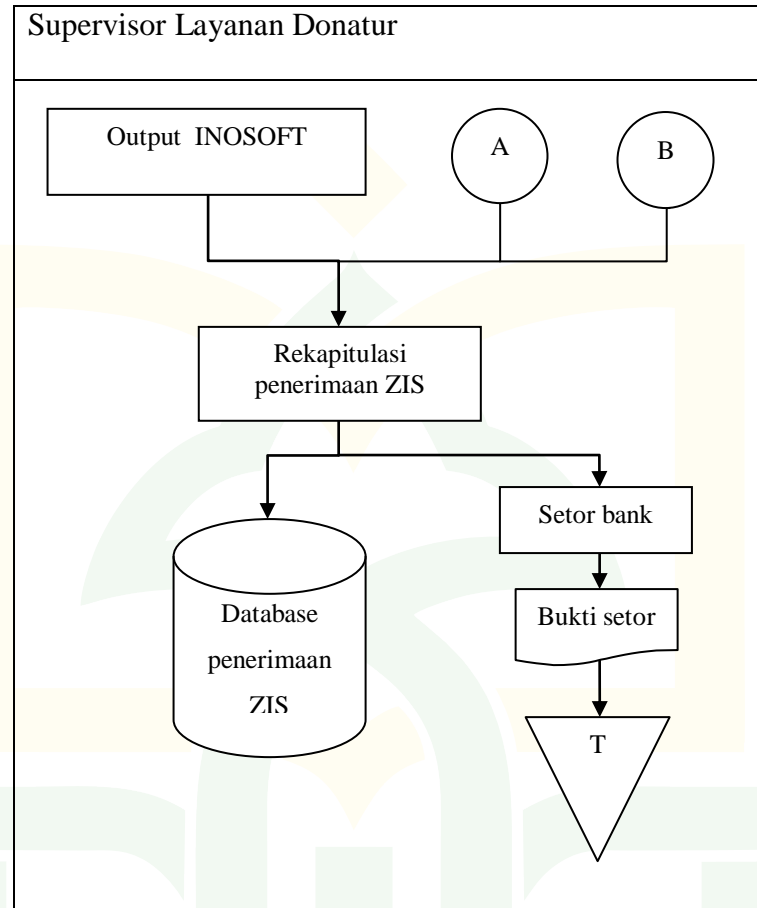 Supervisor Layanan Donatur
Output INOSOFT
A
B
Rekapitulasi
penerimaan ZIS
Setor bank
Database
penerimaan
ZIS
Bukti setor
T